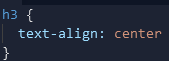 h3 {
  text-align: center
}